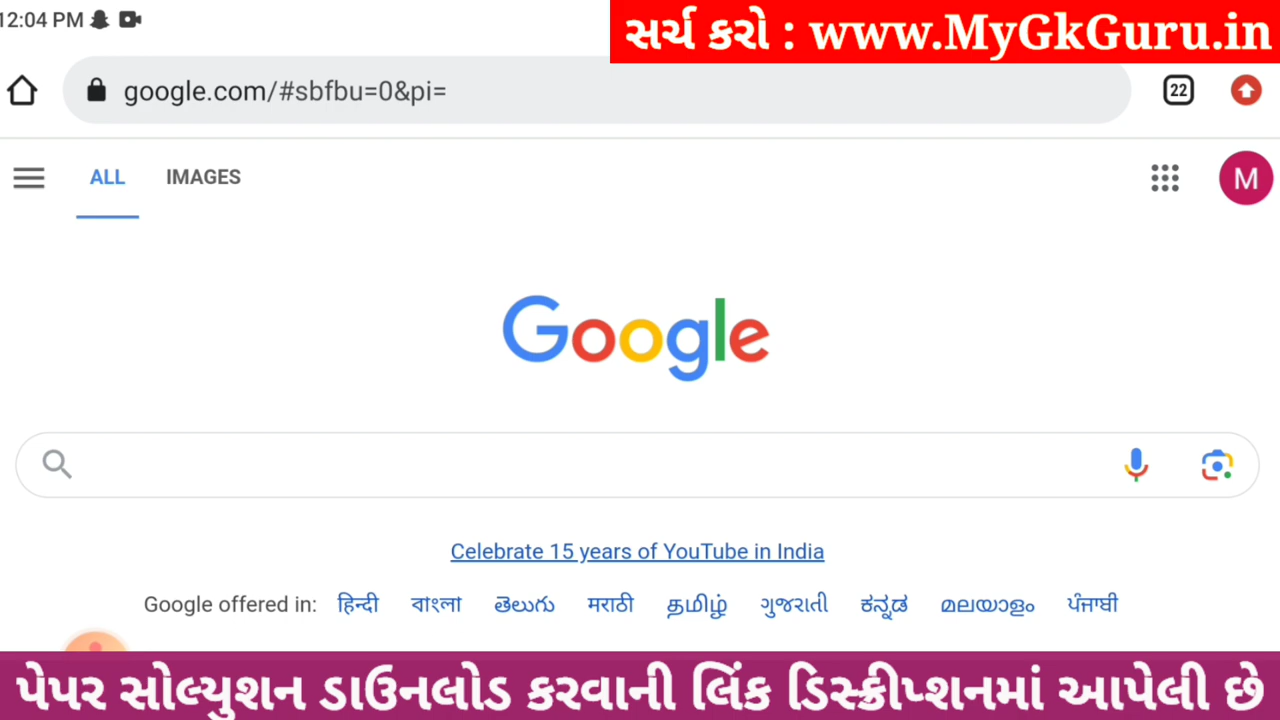 12:04 PM
સર્ચ કરો : www.MyGkGuru.in
google.com/#sbfbu=0&pi=
22
ALL IMAGES
M
Google
Celebrate 15 years of YouTube in India
Google offered in: हिन्दी বাংলা తెలుగు मराठी தமிழ் ગુજરાતી ಕನ್ನಡ മലയാളം ਪੰਜਾਬੀ
પેપર સોલ્યુશન ડાઉનલોડ કરવાની લિંક ડિસ્ક્રીપ્શનમાં આપેલી છે